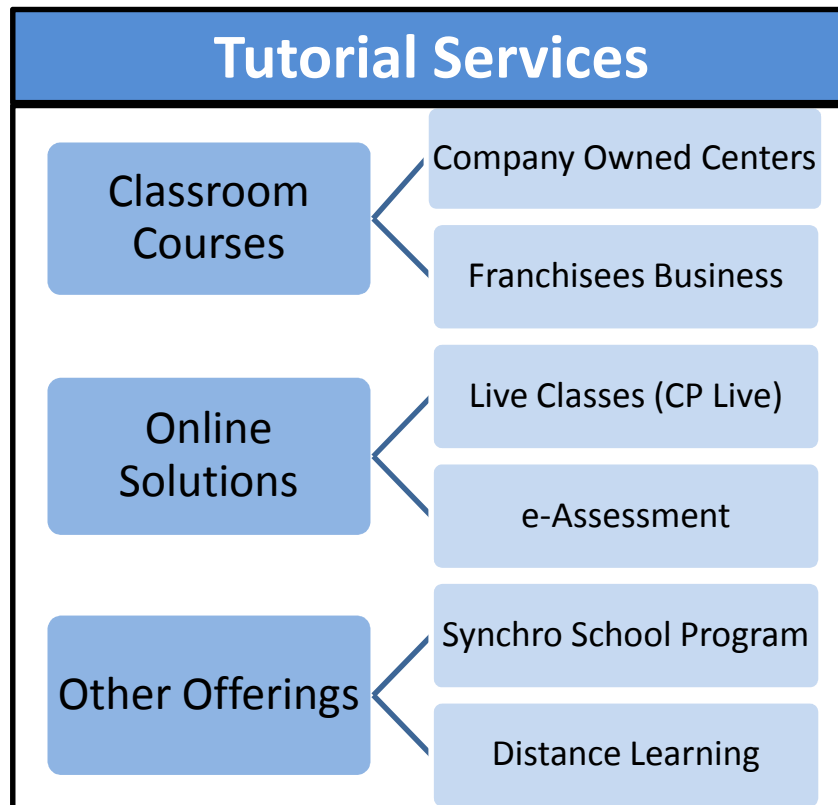 Tutorial Services
Classroom
Courses
Company Owned Centers
Franchisees Business
Online
Solutions
Live Classes (CP Live)
e-Assessment
Other Offerings
Synchro School Program
Distance Learning